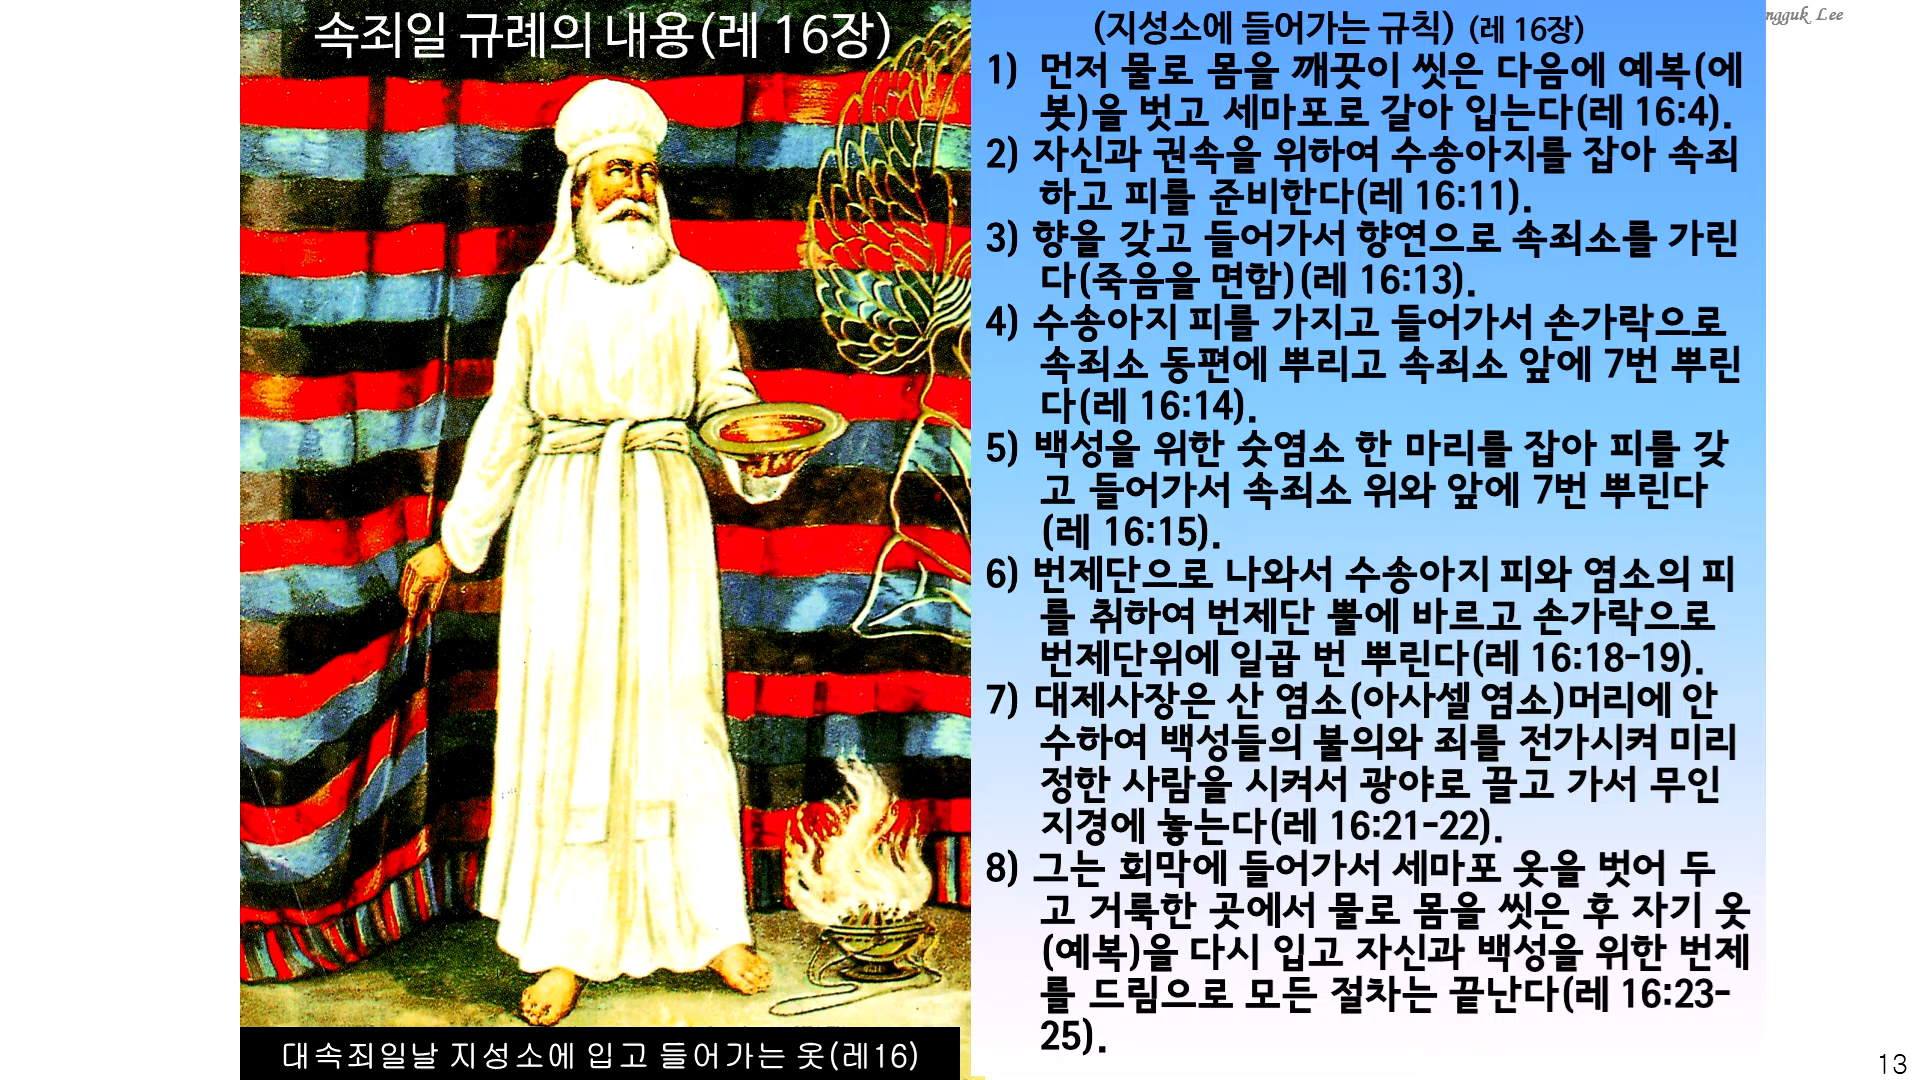 속죄일 규례의 내용(레 16장)
대속죄일날 지성소에 입고 들어가는 옷(레16)
(지성소에 들어가는 규칙) (레 16장)
1) 먼저 물로 몸을 깨끗이 씻은 다음에 예복(에
봇)을 벗고 세마포로 갈아 입는다(레 16:4).
2) 자신과 권속을 위하여 수송아지를 잡아 속죄
하고 피를 준비한다(레 16:11).
3) 향을 갖고 들어가서 향연으로 속죄소를 가린
다(죽음을 면함)(레 16:13).
4) 수송아지 피를 가지고 들어가서 손가락으로
속죄소 동편에 뿌리고 속죄소 앞에 7번 뿌린
다(레 16:14).
5) 백성을 위한 숫염소 한 마리를 잡아 피를 갖
고 들어가서 속죄소 위와 앞에 7번 뿌린다
(레 16:15).
6) 번제단으로 나와서 수송아지 피와 염소의 피
를 취하여 번제단 뿔에 바르고 손가락으로
번제단위에 일곱 번 뿌린다(레 16:18-19).
7) 대제사장은 산 염소(아사셀 염소)머리에 안
수하여 백성들의 불의와 죄를 전가시켜 미리
정한 사람을 시켜서 광야로 끌고 가서 무인
지경에 놓는다(레 16:21-22).
8) 그는 회막에 들어가서 세마포 옷을 벗어 두
고 거룩한 곳에서 물로 몸을 씻은 후 자기 옷
(예복)을 다시 입고 자신과 백성을 위한 번제
를 드림으로 모든 절차는 끝난다(레 16:23-
25).
Lee
13